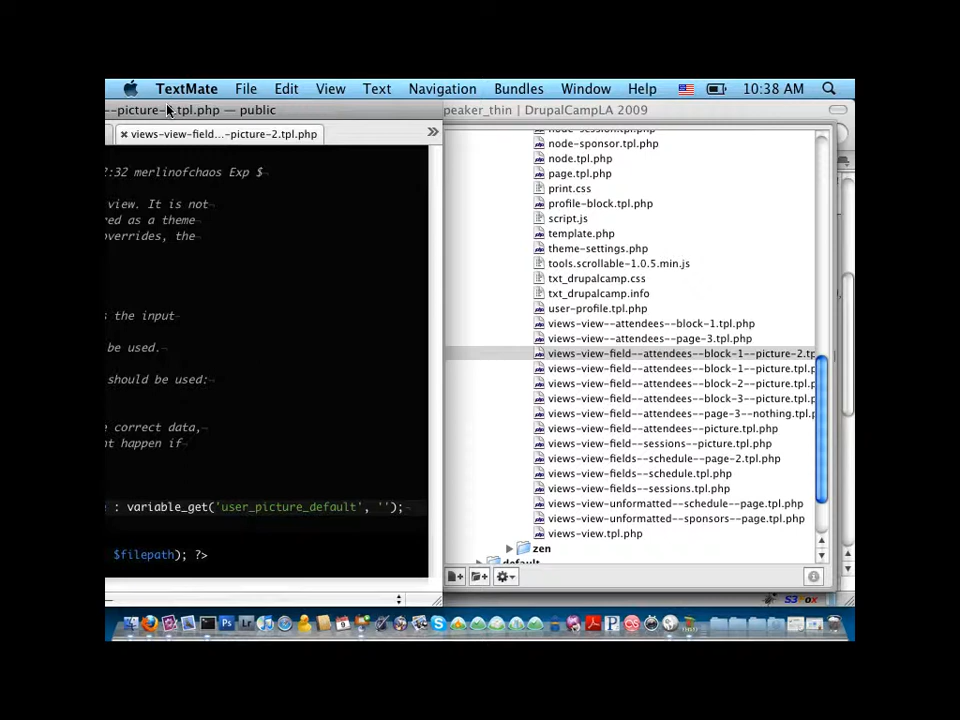 TextMate File Edit View Text Navigation Bundles Window Help 10:38 AM
--picture-2.tpl.php — public
peaker_thin | DrupalCampLA 2009
views-view-field...-picture-2.tpl.php
»
:32 merlinofchaos Exp $
view. It is not
ed as a theme
overrides, the
s the input
be used.
should be used:
e correct data,
t happen if
: variable_get('user_picture_default', '');
$filepath); ?>
node-session.tpl.php
node-sponsor.tpl.php
node.tpl.php
page.tpl.php
print.css
profile-block.tpl.php
script.js
template.php
theme-settings.php
tools.scrollable-1.0.5.min.js
txt_drupalcamp.css
txt_drupalcamp.info
user-profile.tpl.php
views-view--attendees--block-1.tpl.php
views-view--attendees--page-3.tpl.php
views-view-field--attendees--block-1--picture-2.tp
views-view-field--attendees--block-1--picture.tpl.p
views-view-field--attendees--block-2--picture.tpl.p
views-view-field--attendees--block-3--picture.tpl.p
views-view-field--attendees--page-3--nothing.tpl.p
views-view-field--attendees--picture.tpl.php
views-view-field--sessions--picture.tpl.php
views-view-fields--schedule--page-2.tpl.php
views-view-fields--schedule.tpl.php
views-view-fields--sessions.tpl.php
views-view-unformatted--schedule--page.tpl.php
views-view-unformatted--sponsors--page.tpl.php
views-view.tpl.php
zen
default
S3Fox
Ps Lr